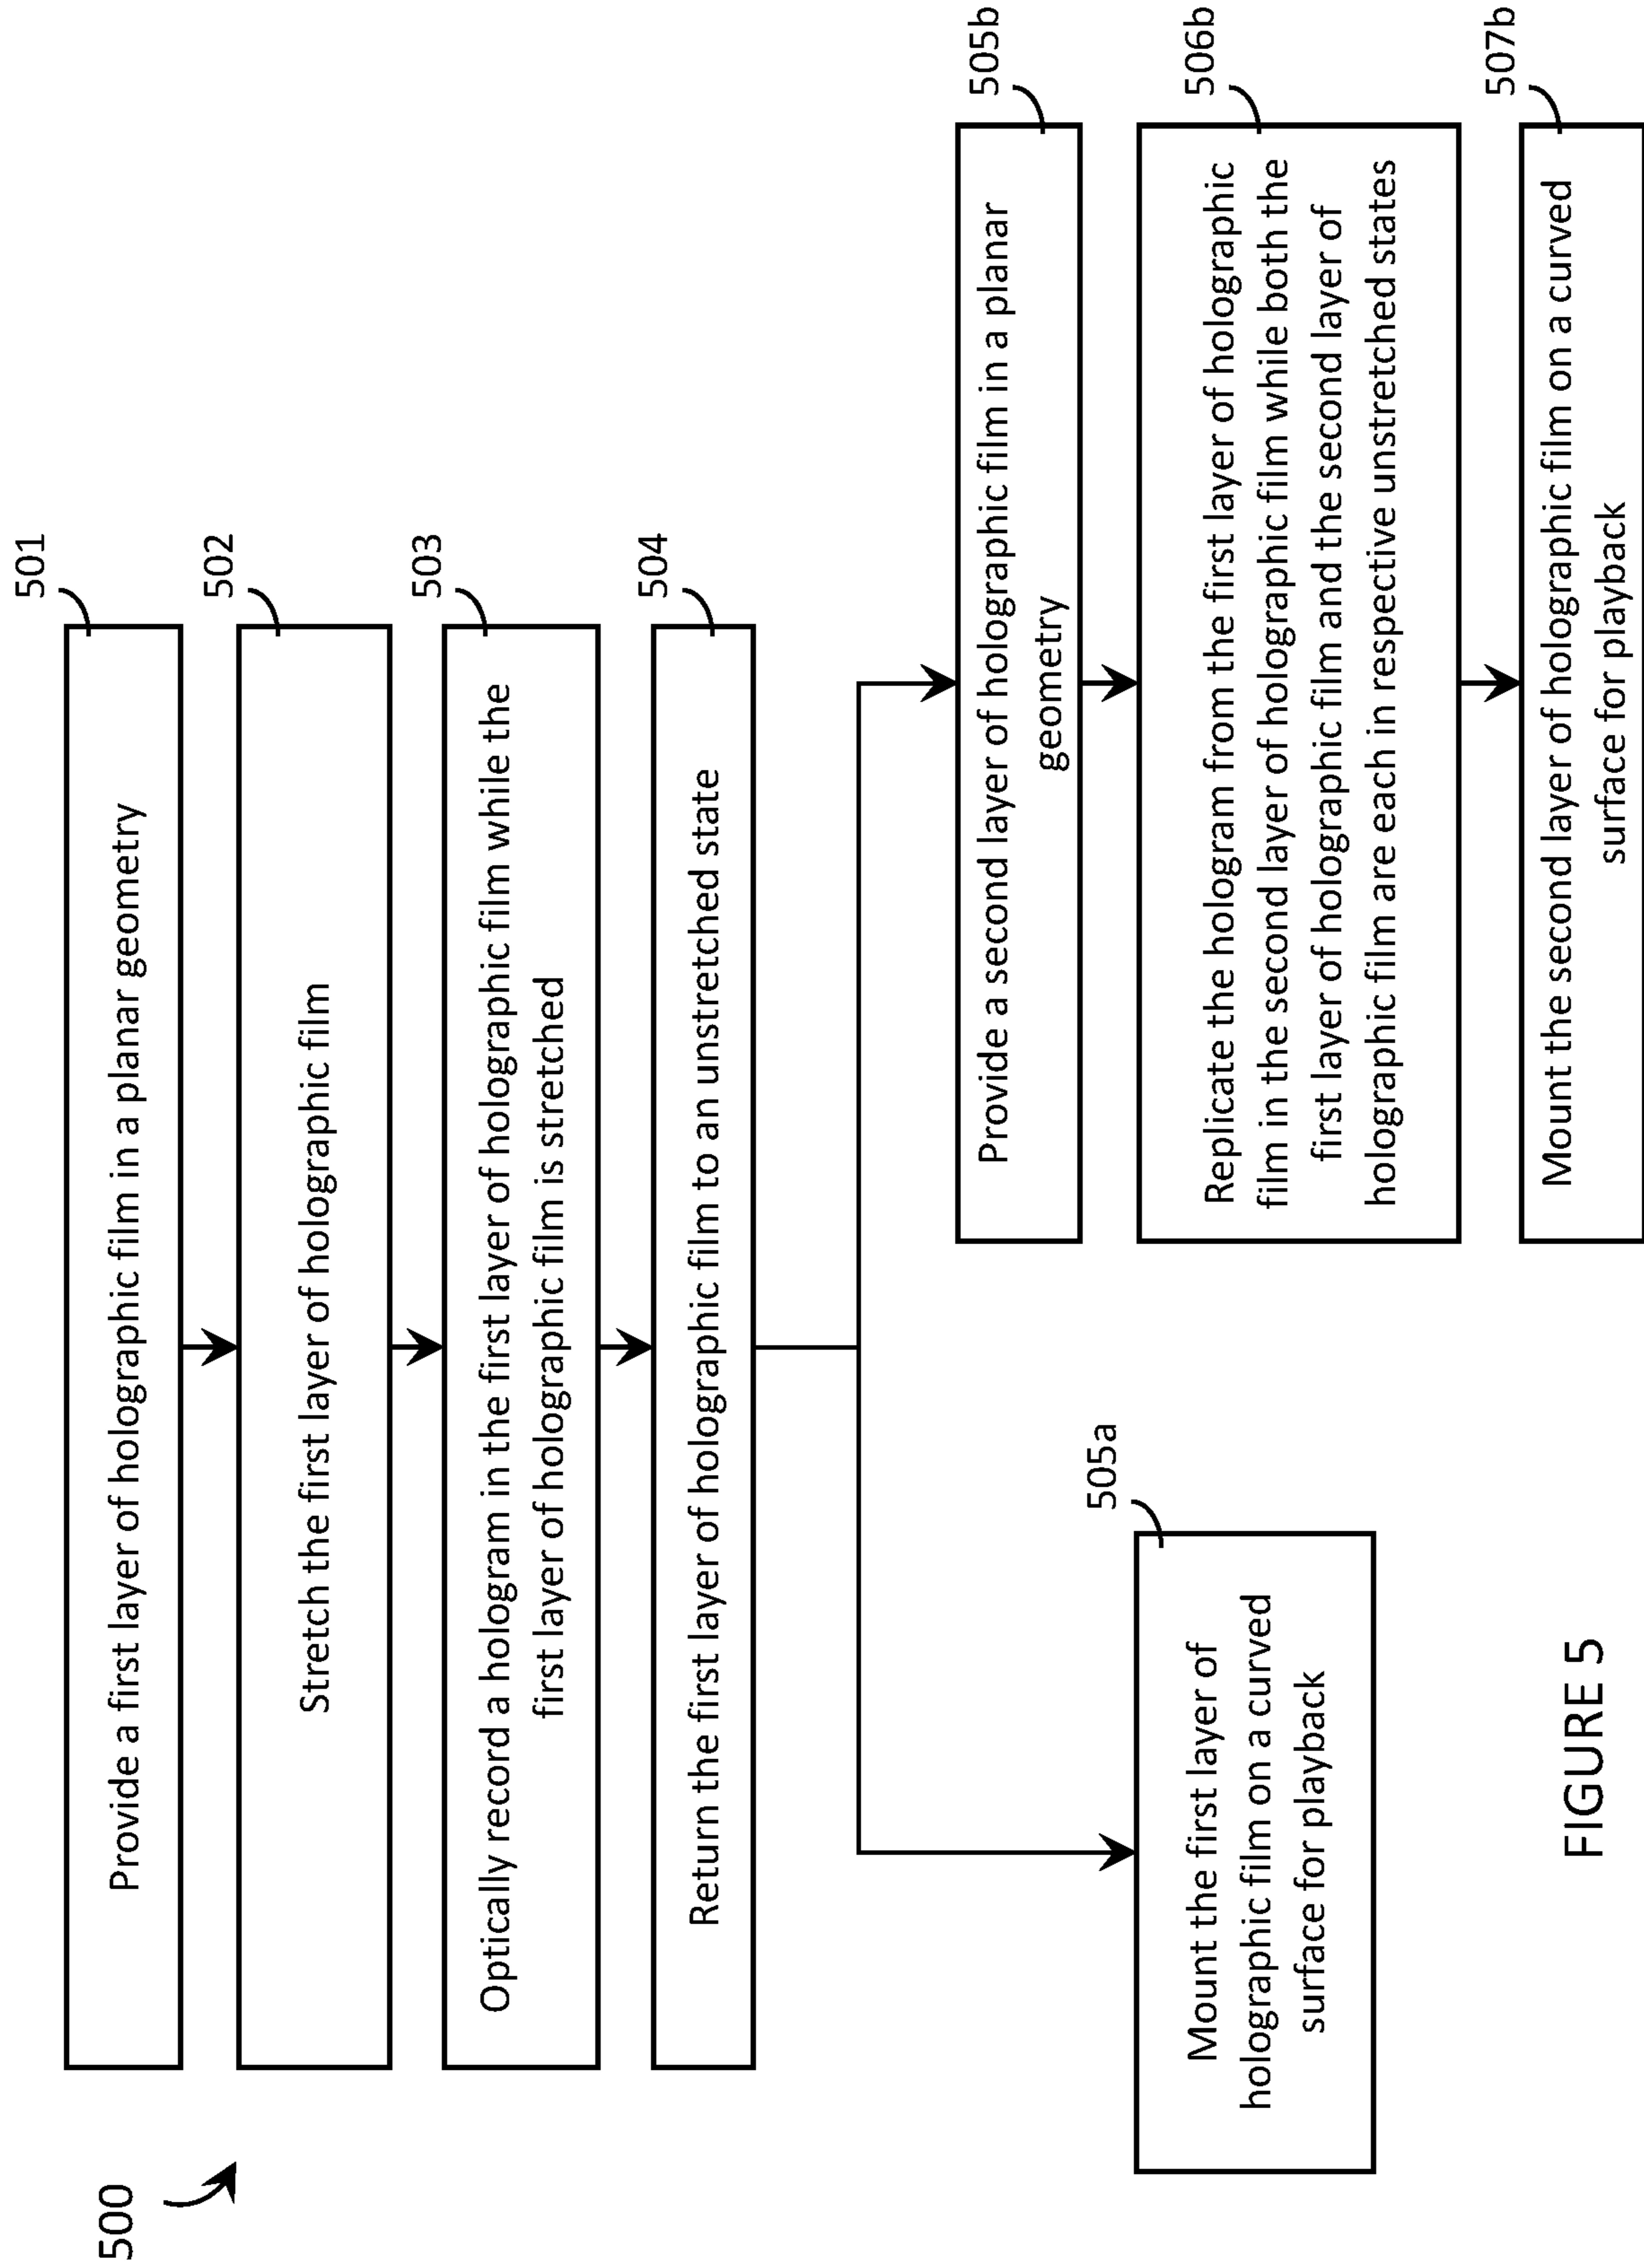 500
501
Provide a first layer of holographic film in a planar geometry
502
Stretch the first layer of holographic film
503
Optically record a hologram in the first layer of holographic film while the
first layer of holographic film is stretched
504
Return the first layer of holographic film to an unstretched state
505a
Mount the first layer of
holographic film on a curved
surface for playback
505b
Provide a second layer of holographic film in a planar
geometry
506b
Replicate the hologram from the first layer of holographic
film in the second layer of holographic film while both the
first layer of holographic film and the second layer of
holographic film are each in respective unstretched states
507b
Mount the second layer of holographic film on a curved
surface for playback
FIGURE 5